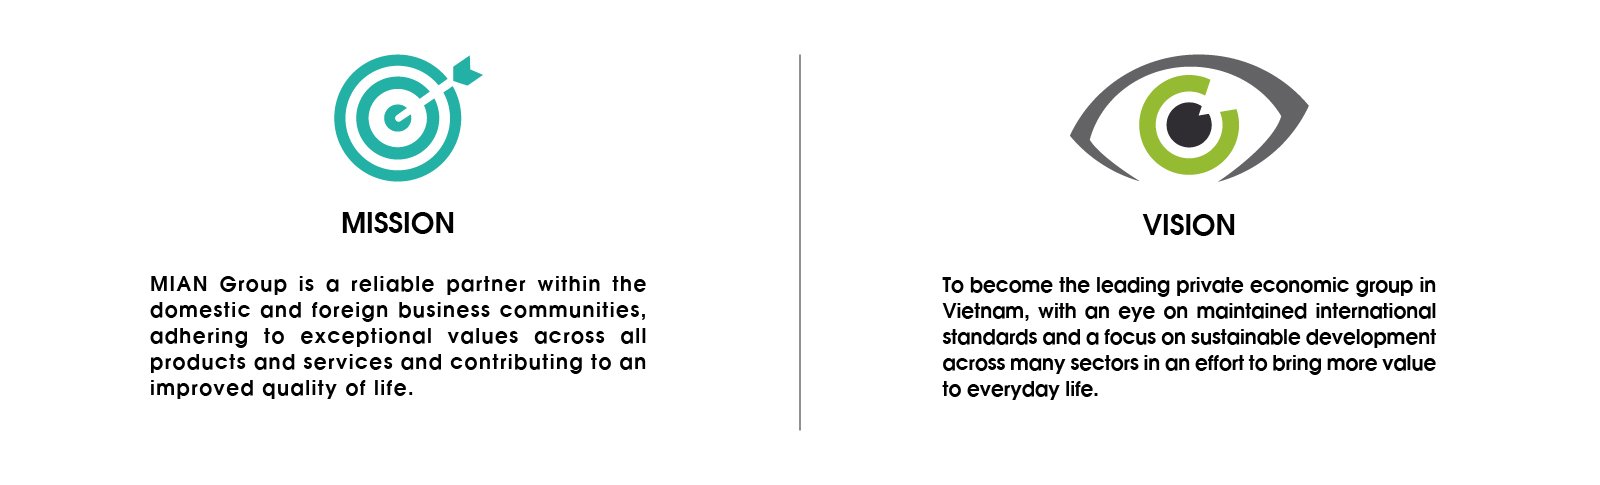 MISSION
MIAN Group is a reliable partner within the
domestic and foreign business communities,
adhering to exceptional values across all
products and services and contributing to an
improved quality of life.
VISION
To become the leading private economic group in
Vietnam, with an eye on maintained international
standards and a focus on sustainable development
across many sectors in an effort to bring more value
to everyday life.